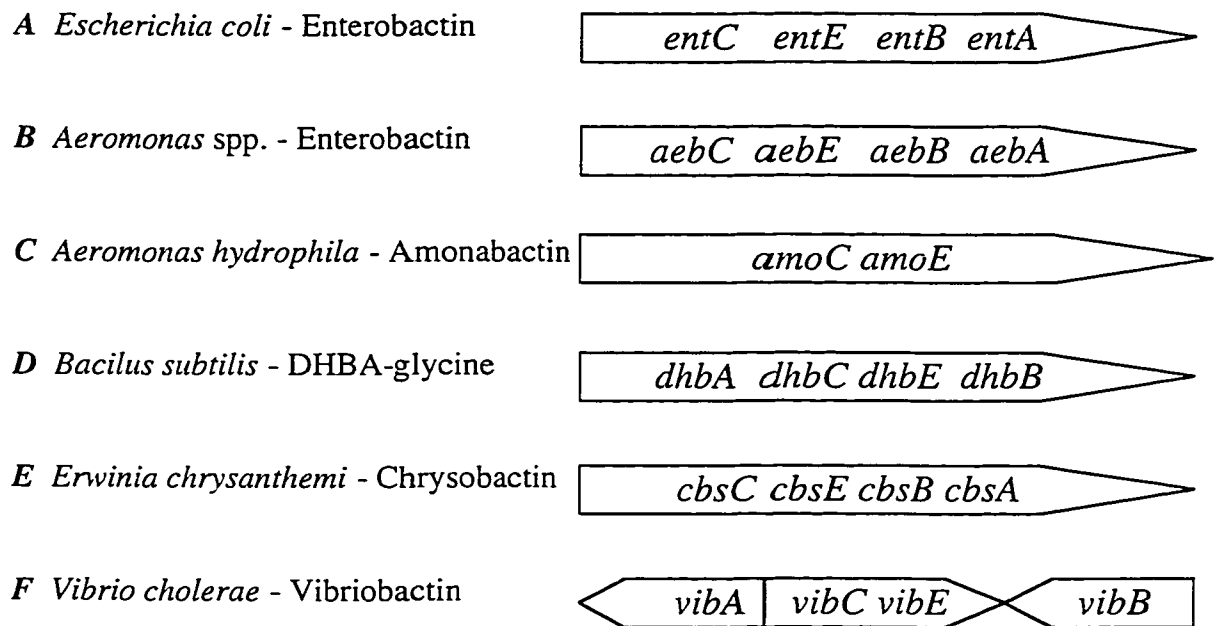 A Escherichia coli - Enterobactin entC entE entB entA
B Aeromonas spp. - Enterobactin aebC aebE aebB aebA
C Aeromonas hydrophila - Amonabactin amoC amoE
D Bacilus subtilis - DHBA-glycine dhbA dhbC dhbE dhbB
E Erwinia chrysanthemi - Chrysobactin cbsC cbsE cbsB cbsA
F Vibrio cholerae - Vibriobactin vibA vibC vibE vibB